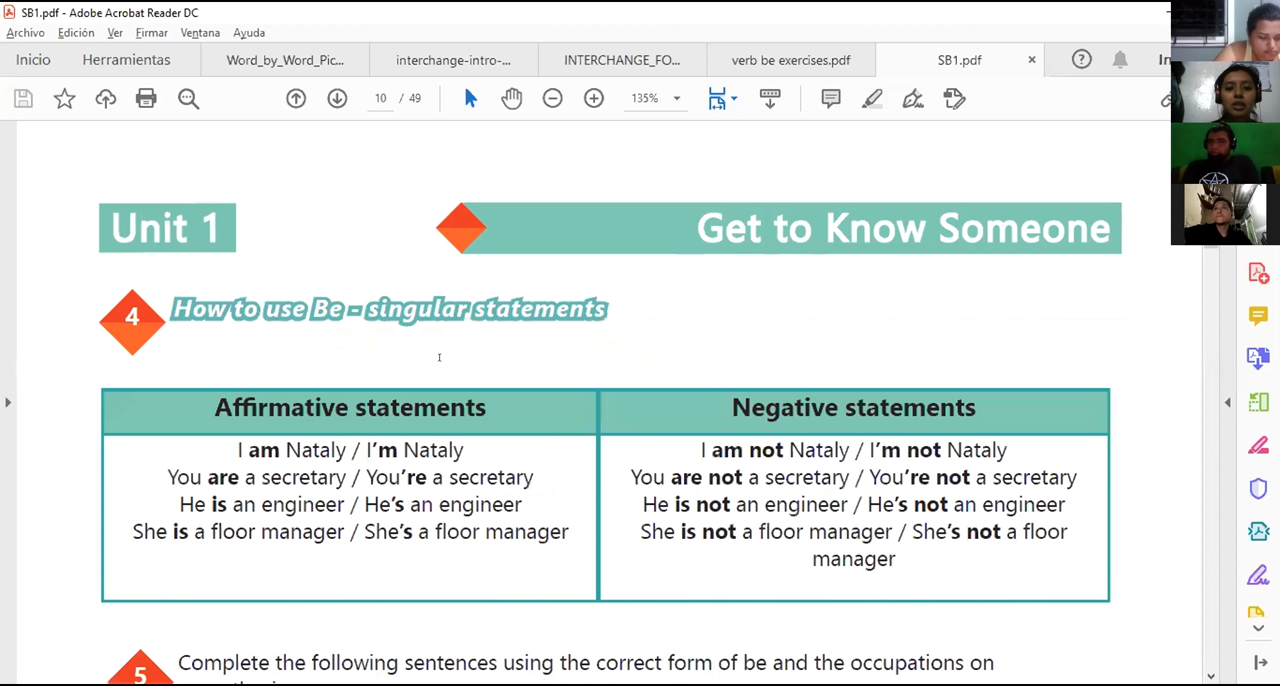 SB1.pdf - Adobe Acrobat Reader DC
Archivo Edición Ver Firmar Ventana Ayuda
Inicio Herramientas Word_by_Word_Pic... interchange-intro-... INTERCHANGE_FO... verb be exercises.pdf SB1.pdf × In
10 / 49 135%
Unit 1 Get to Know Someone
4 How to use Be - singular statements
Affirmative statements Negative statements
I am Nataly / I'm Nataly I am not Nataly / I'm not Nataly
You are a secretary / You're a secretary You are not a secretary / You're not a secretary
He is an engineer / He's an engineer He is not an engineer / He's not an engineer
She is a floor manager / She's a floor manager She is not a floor manager / She's not a floor
manager
5 Complete the following sentences using the correct form of be and the occupations on